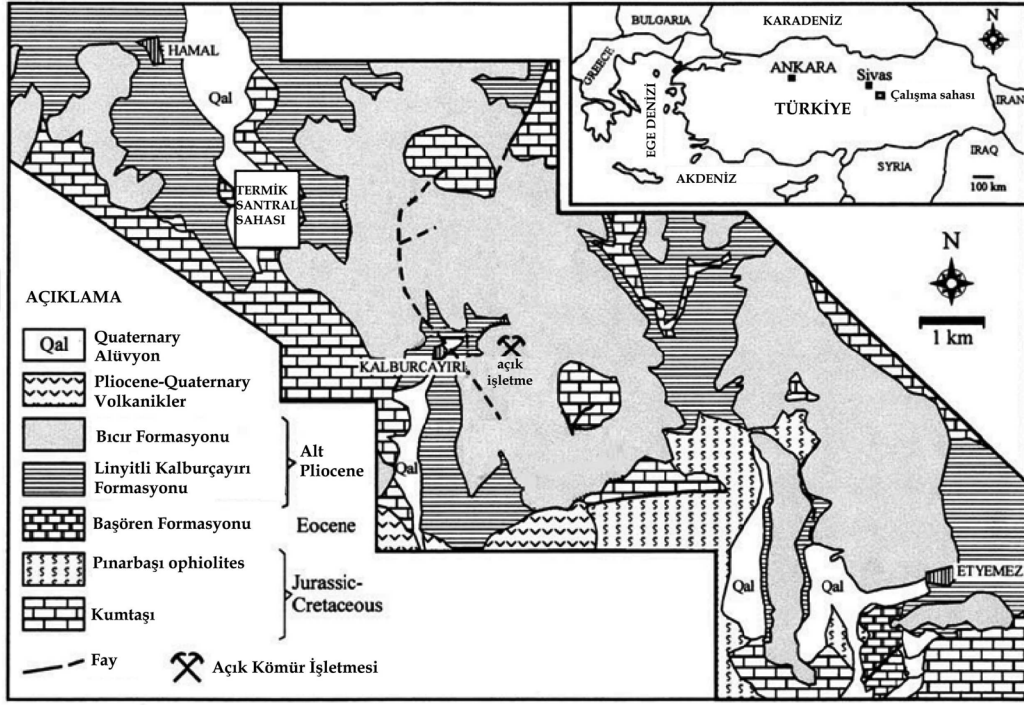 HAMAL
Qal
TERMİK
SANTRAL
SAHASI
KALBURÇAYIRI
açık
işletme
Qal
Qal
Qal
ETYEMEZ
BULGARIA
KARADENİZ
N
GREECE
ANKARA
Sivas
Çalışma sahası
IRAN
EGE DENİZİ
TÜRKİYE
IRAQ
AKDENİZ
SYRIA
100 km
N
1 km
AÇIKLAMA
Qal
Quaternary
Alüvyon
Pliocene-Quaternary
Volkanikler
Bıcır Formasyonu
Linyitli Kalburçayırı
Formasyonu
Alt
Pliocene
Başören Formasyonu
Eocene
Pınarbaşı ophiolites
Kumtaşı
Jurassic-
Cretaceous
Fay
Açık Kömür İşletmesi